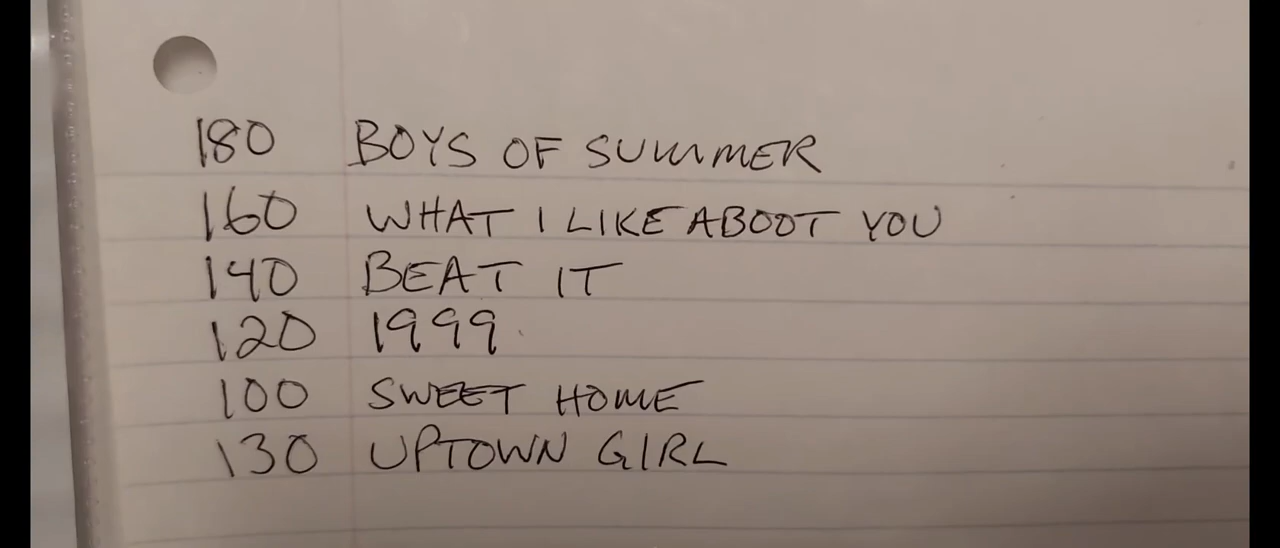 180 BOYS OF SUMMER
160 WHAT I LIKE ABOOT YOU
140 BEAT IT
120 1999
100 SWEET HOME
130 UPTOWN GIRL